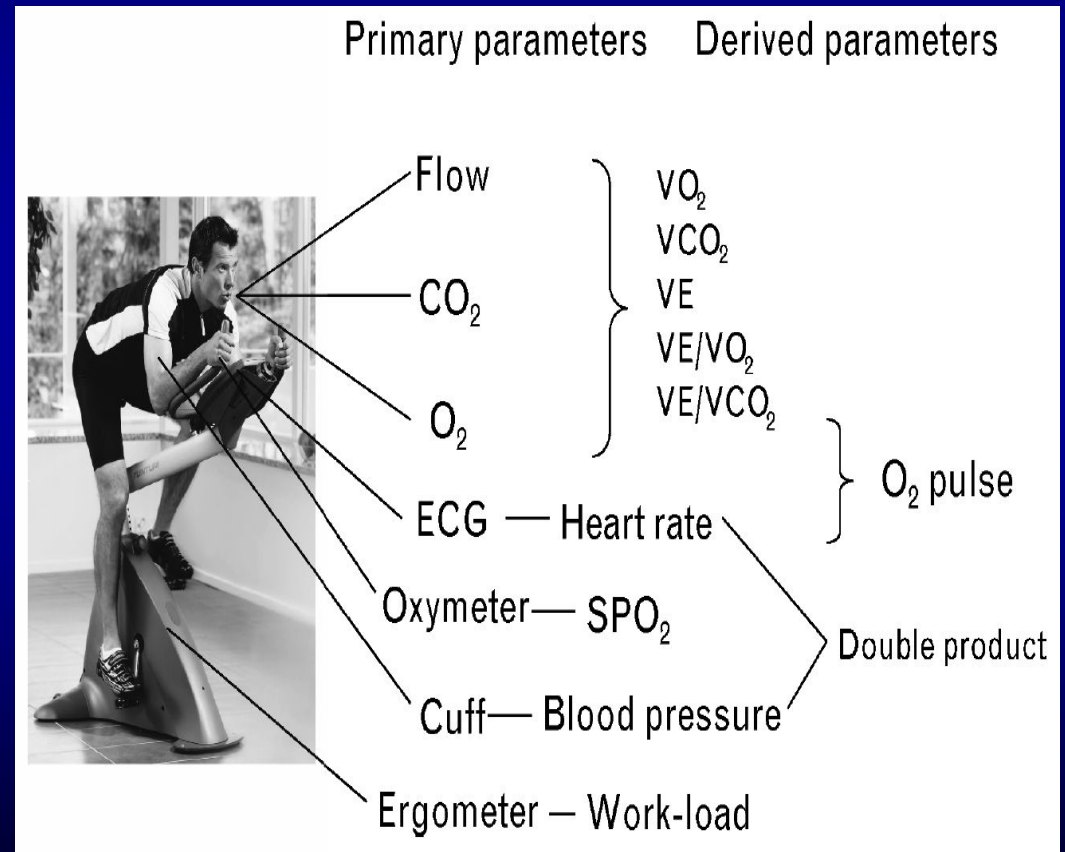 Primary parameters Derived parameters
Flow
VO₂
VCO₂
CO₂
VE
VE/VO₂
VE/VCO₂
O₂
O₂ pulse
ECG — Heart rate
Oxymeter — SPO₂
Double product
Cuff — Blood pressure
Ergometer — Work-load